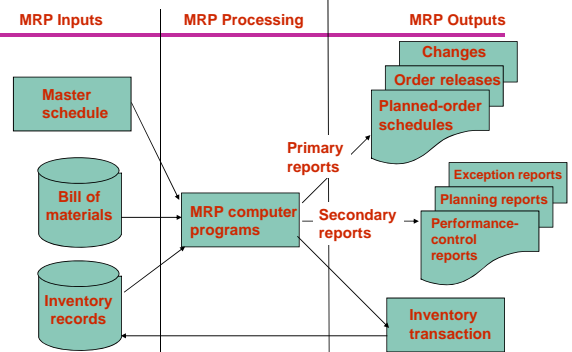 MRP Inputs
MRP Processing
MRP Outputs
Master
schedule
Bill of
materials
Inventory
records
MRP computer
programs
Primary
reports
Secondary
reports
Changes
Order releases
Planned-order
schedules
Exception reports
Planning reports
Performance-
control
reports
Inventory
transaction